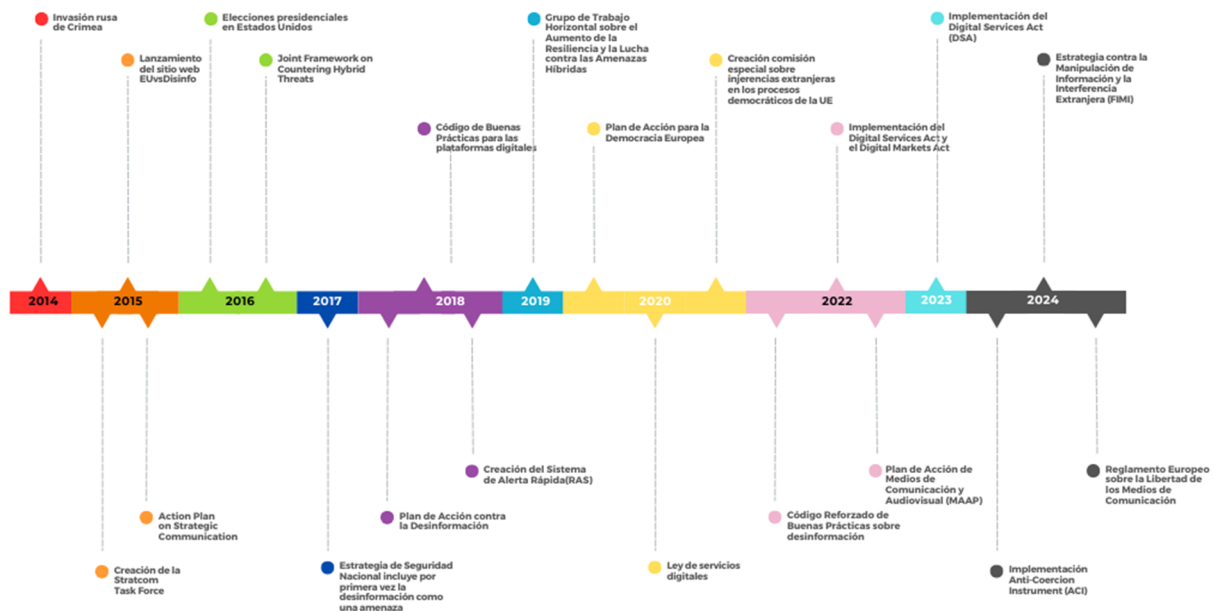 Invasión rusa
de Crimea
Lanzamiento
del sitio web
EUvsDisinfo
Elecciones presidenciales
en Estados Unidos
Joint Framework on
Countering Hybrid
Threats
Código de Buenas
Prácticas para las
plataformas digitales
Grupo de Trabajo
Horizontal sobre el
Aumento de la
Resiliencia y la Lucha
contra las Amenazas
Híbridas
Plan de Acción para la
Democracia Europea
Creación comisión
especial sobre
injerencias extranjeras
en los procesos
democráticos de la UE
Implementación del
Digital Services Act y
el Digital Markets Act
Implementación del
Digital Services Act
(DSA)
Estrategia contra la
Manipulación de
Información y la
Interferencia
Extranjera (FIMI)
2014
2015
2016
2017
2018
2019
2020
2022
2023
2024
Creación de la
Stratcom
Task Force
Action Plan
on Strategic
Communication
Estrategia de Seguridad
Nacional incluye por
primera vez la
desinformación como
una amenaza
Plan de Acción contra
la Desinformación
Creación del Sistema
de Alerta Rápida(RAS)
Ley de servicios
digitales
Código Reforzado de
Buenas Prácticas sobre
desinformación
Plan de Acción de
Medios de
Comunicación y
Audiovisual (MAAP)
Implementación
Anti-Coercion
Instrument (ACI)
Reglamento Europeo
sobre la Libertad de
los Medios de
Comunicación